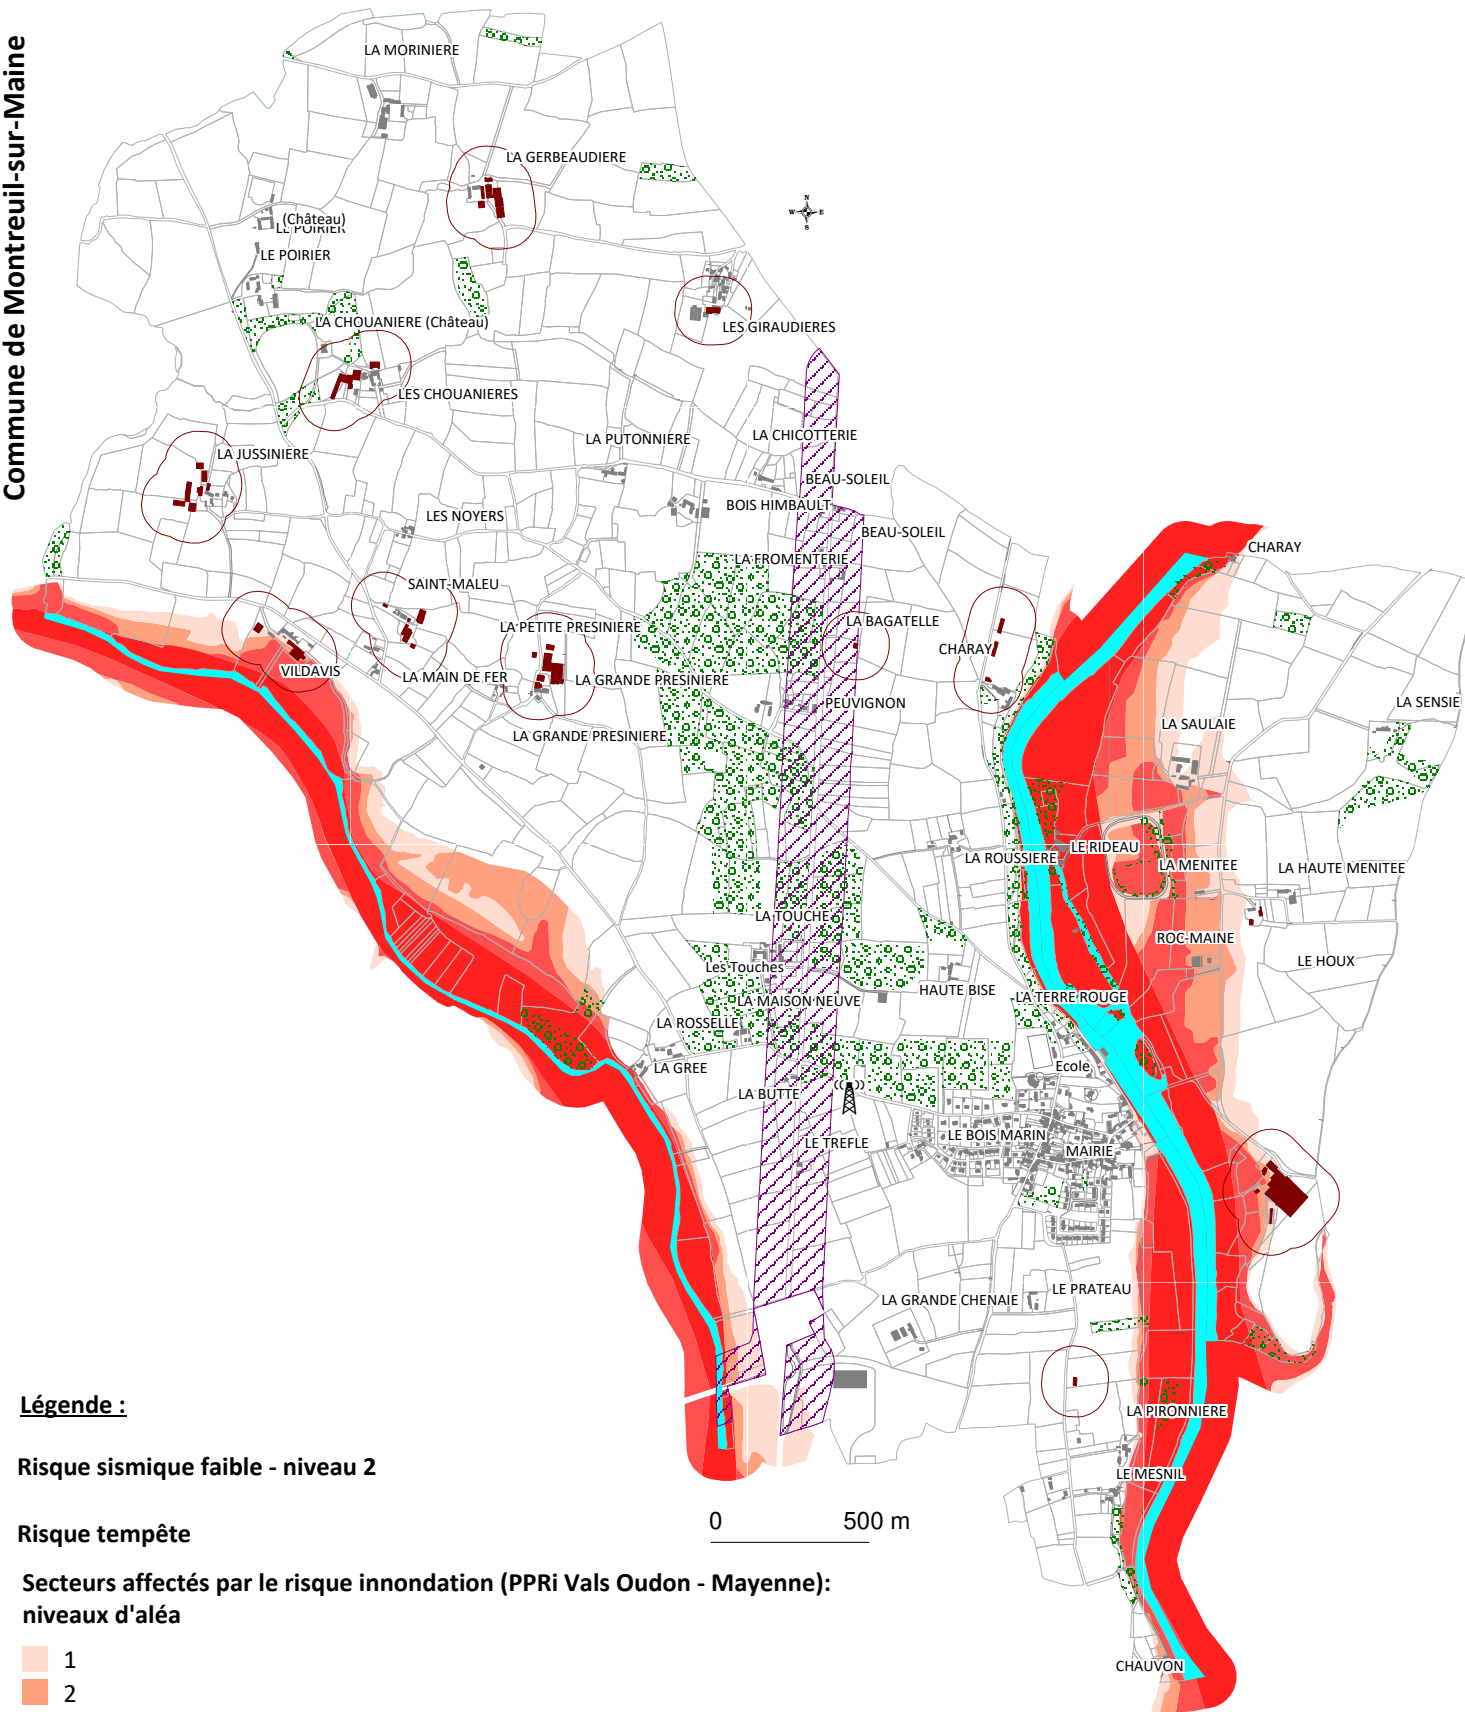 Commune de Montreuil-sur-Maine
LA MORINIERE
LA GERBEAUDIERE
N
W E
S
(Château)
LE POIRIER
LE POIRIER
LA CHOUANIERE (Château)
LES GIRAUDIERES
LES CHOUANIERES
LA PUTONNIERE
LA CHICOTTERIE
LA JUSSINIERE
BEAU-SOLEIL
BOIS HIMBAULT
LES NOYERS
BEAU-SOLEIL
CHARAY
LA FROMENTERIE
SAINT-MALEU
LA PETITE PRESINIERE
LA BAGATELLE
CHARAY
VILDAVIS
LA MAIN DE FER
LA GRANDE PRESINIERE
PEUVIGNON
LA SENSIE
LA SAULAIE
LA GRANDE PRESINIERE
LE RIDEAU
LA ROUSSIERE
LA MENITEE
LA HAUTE MENITEE
LA TOUCHE
ROC-MAINE
LE HOUX
Les Touches
HAUTE BISE
LA TERRE ROUGE
LA MAISON NEUVE
LA ROSSELLE
LA GREE
Ecole
LA BUTTE
LE TREFLE
LE BOIS MARIN
MAIRIE
LE PRATEAU
LA GRANDE CHENAIE
LA PIRONNIERE
LE MESNIL
CHAUVON
Légende :
Risque sismique faible - niveau 2
0 500 m
Risque tempête
Secteurs affectés par le risque innondation (PPRi Vals Oudon - Mayenne):
niveaux d'aléa
1
2